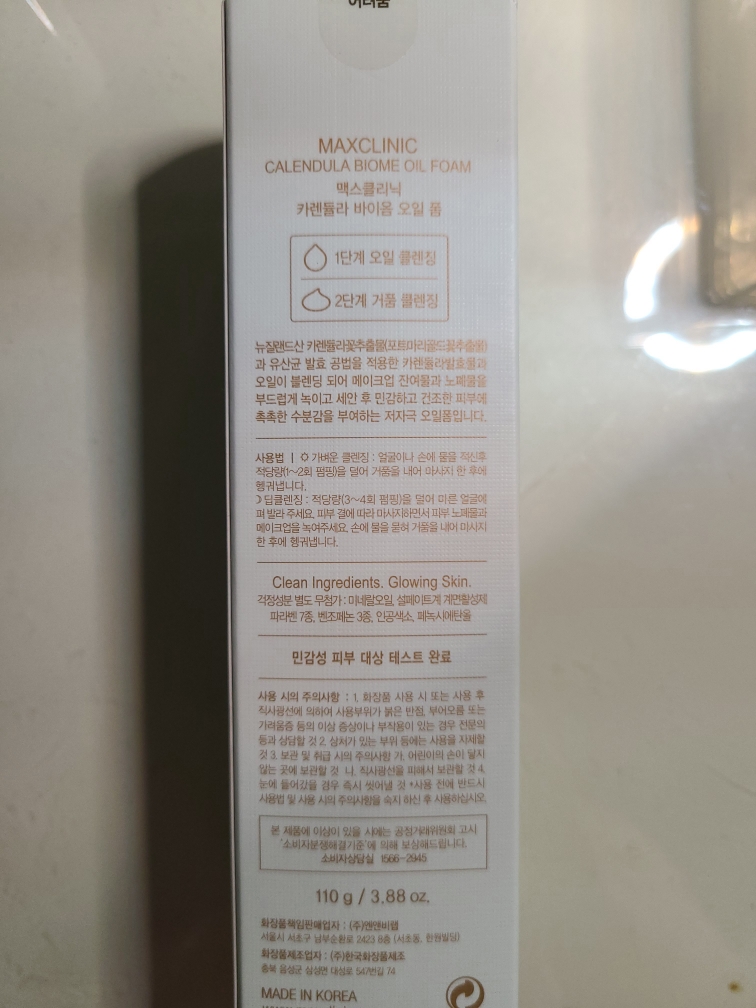 어려움
MAXCLINIC
CALENDULA BIOME OIL FOAM
맥스클리닉
카렌듈라 바이옴 오일 폼
1단계 오일 클렌징
2단계 거품 클렌징
뉴질랜드산 카렌듈라꽃추출물(포트마리골드꽃추출물)
과 유산균 발효 공법을 적용한 카렌듈라발효물과
오일이 블렌딩 되어 메이크업 잔여물과 노폐물을
부드럽게 녹이고 세안 후 민감하고 건조한 피부에
촉촉한 수분감을 부여하는 저자극 오일폼입니다.
사용법 | 가벼운 클렌징 : 얼굴이나 손에 물을 적신후
적당량(1~2회 펌핑)을 덜어 거품을 내어 마사지 한 후에
헹궈냅니다.
딥클렌징 : 적당량(3~4회 펌핑)을 덜어 마른 얼굴에
펴 발라 주세요. 피부 결에 따라 마사지하면서 피부 노폐물과
메이크업을 녹여주세요. 손에 물을 묻혀 거품을 내어 마사지
한 후에 헹궈냅니다.
Clean Ingredients. Glowing Skin.
걱정성분 별도 무첨가 : 미네랄오일, 설페이트계 계면활성제
파라벤 7종, 벤조페논 3종, 인공색소, 페녹시에탄올
민감성 피부 대상 테스트 완료
사용 시의 주의사항 : 1. 화장품 사용 시 또는 사용 후
직사광선에 의하여 사용부위가 붉은 반점, 부어오름 또는
가려움증 등의 이상 증상이나 부작용이 있는 경우 전문의
등과 상담할 것 2. 상처가 있는 부위 등에는 사용을 자제할
것 3. 보관 및 취급 시의 주의사항 가. 어린이의 손이 닿지
않는 곳에 보관할 것 나. 직사광선을 피해서 보관할 것 4.
눈에 들어갔을 경우 즉시 씻어낼 것 *사용 전에 반드시
사용법 및 사용 시의 주의사항을 숙지 하신 후 사용하십시오.
본 제품에 이상이 있을 시에는 공정거래위원회 고시
'소비자분쟁해결기준'에 의해 보상해드립니다.
소비자상담실 1566-2945
110 g / 3.88 oz.
화장품책임판매업자 : (주)엔앤비랩
서울시 서초구 남부순환로 2423 8층 (서초동, 한원빌딩)
화장품제조업자 : (주)한국화장품제조
충북 음성군 삼성면 대성로 547번길 74
MADE IN KOREA